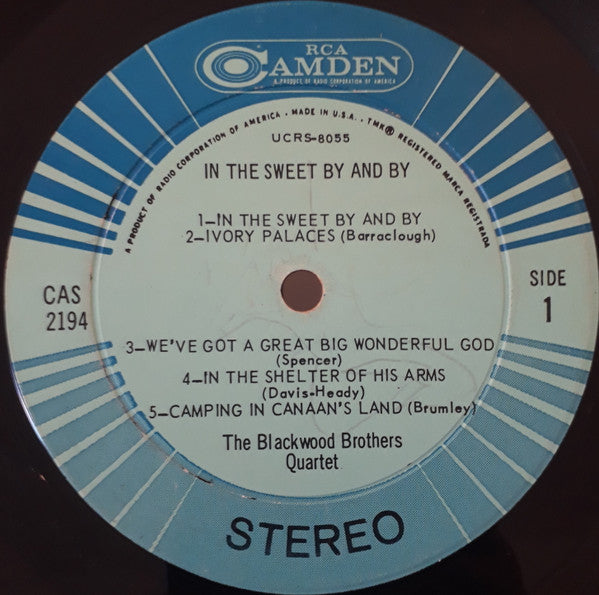 RCA
CAMDEN
A PRODUCT OF RADIO CORPORATION OF AMERICA
A PRODUCT OF RADIO CORPORATION OF AMERICA • MADE IN U.S.A. • TMK® REGISTERED MARCA REGISTRADA
UCRS-8055
IN THE SWEET BY AND BY
1—IN THE SWEET BY AND BY
2—IVORY PALACES (Barraclough)
CAS
2194
SIDE
1
3—WE'VE GOT A GREAT BIG WONDERFUL GOD
(Spencer)
4—IN THE SHELTER OF HIS ARMS
(Davis-Heady)
5—CAMPING IN CANAAN'S LAND (Brumley)
The Blackwood Brothers
Quartet
STEREO